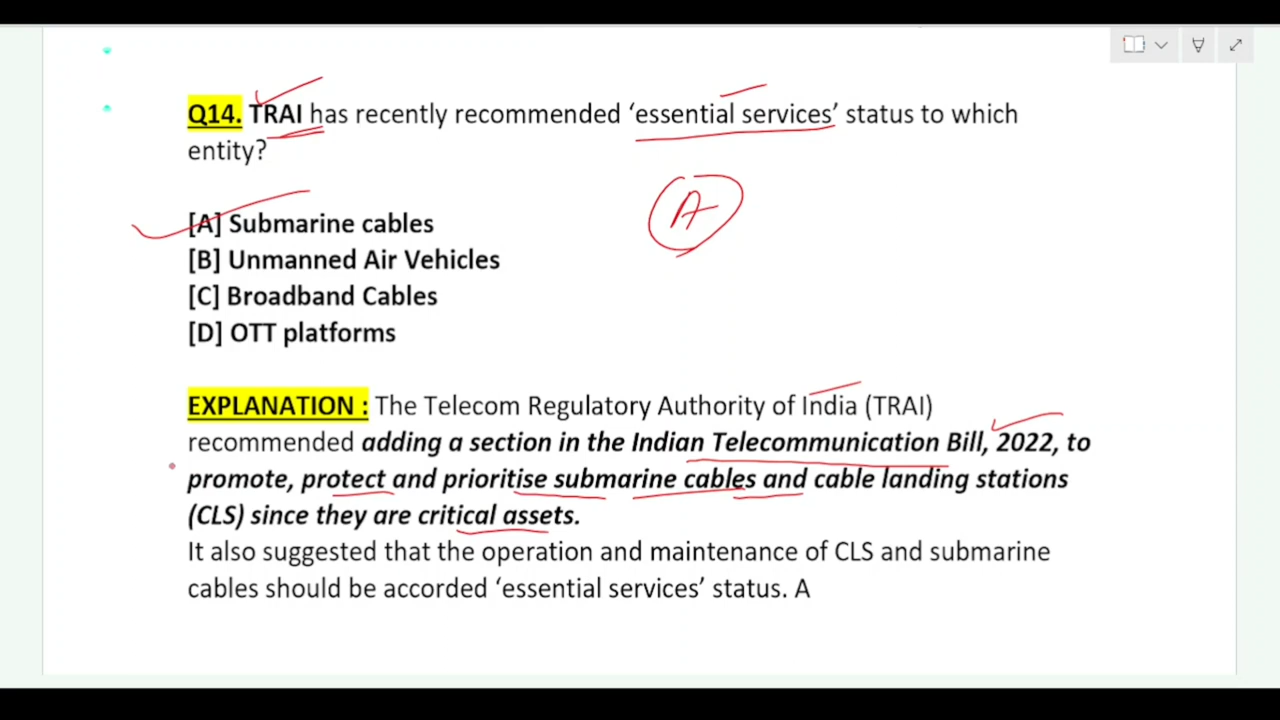 Q14. TRAI has recently recommended ‘essential services’ status to which
entity?
A
[A] Submarine cables
[B] Unmanned Air Vehicles
[C] Broadband Cables
[D] OTT platforms
EXPLANATION : The Telecom Regulatory Authority of India (TRAI)
recommended adding a section in the Indian Telecommunication Bill, 2022, to
promote, protect and prioritise submarine cables and cable landing stations
(CLS) since they are critical assets.
It also suggested that the operation and maintenance of CLS and submarine
cables should be accorded ‘essential services’ status. A